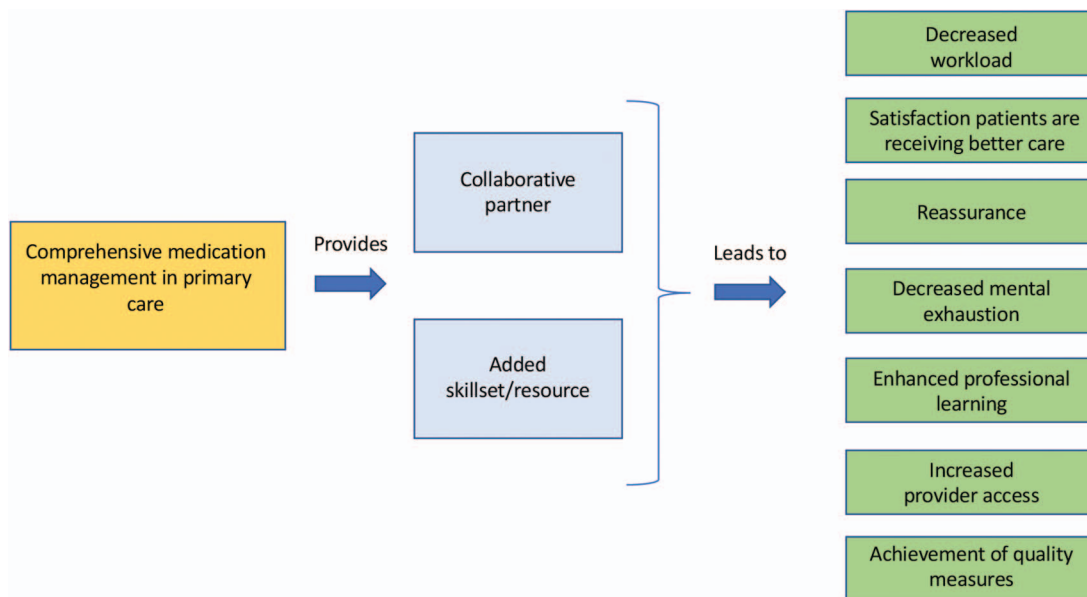 Comprehensive medication
management in primary
care
Provides
Collaborative
partner
Added
skillset/resource
Leads to
Decreased
workload
Satisfaction patients are
receiving better care
Reassurance
Decreased mental
exhaustion
Enhanced professional
learning
Increased
provider access
Achievement of quality
measures